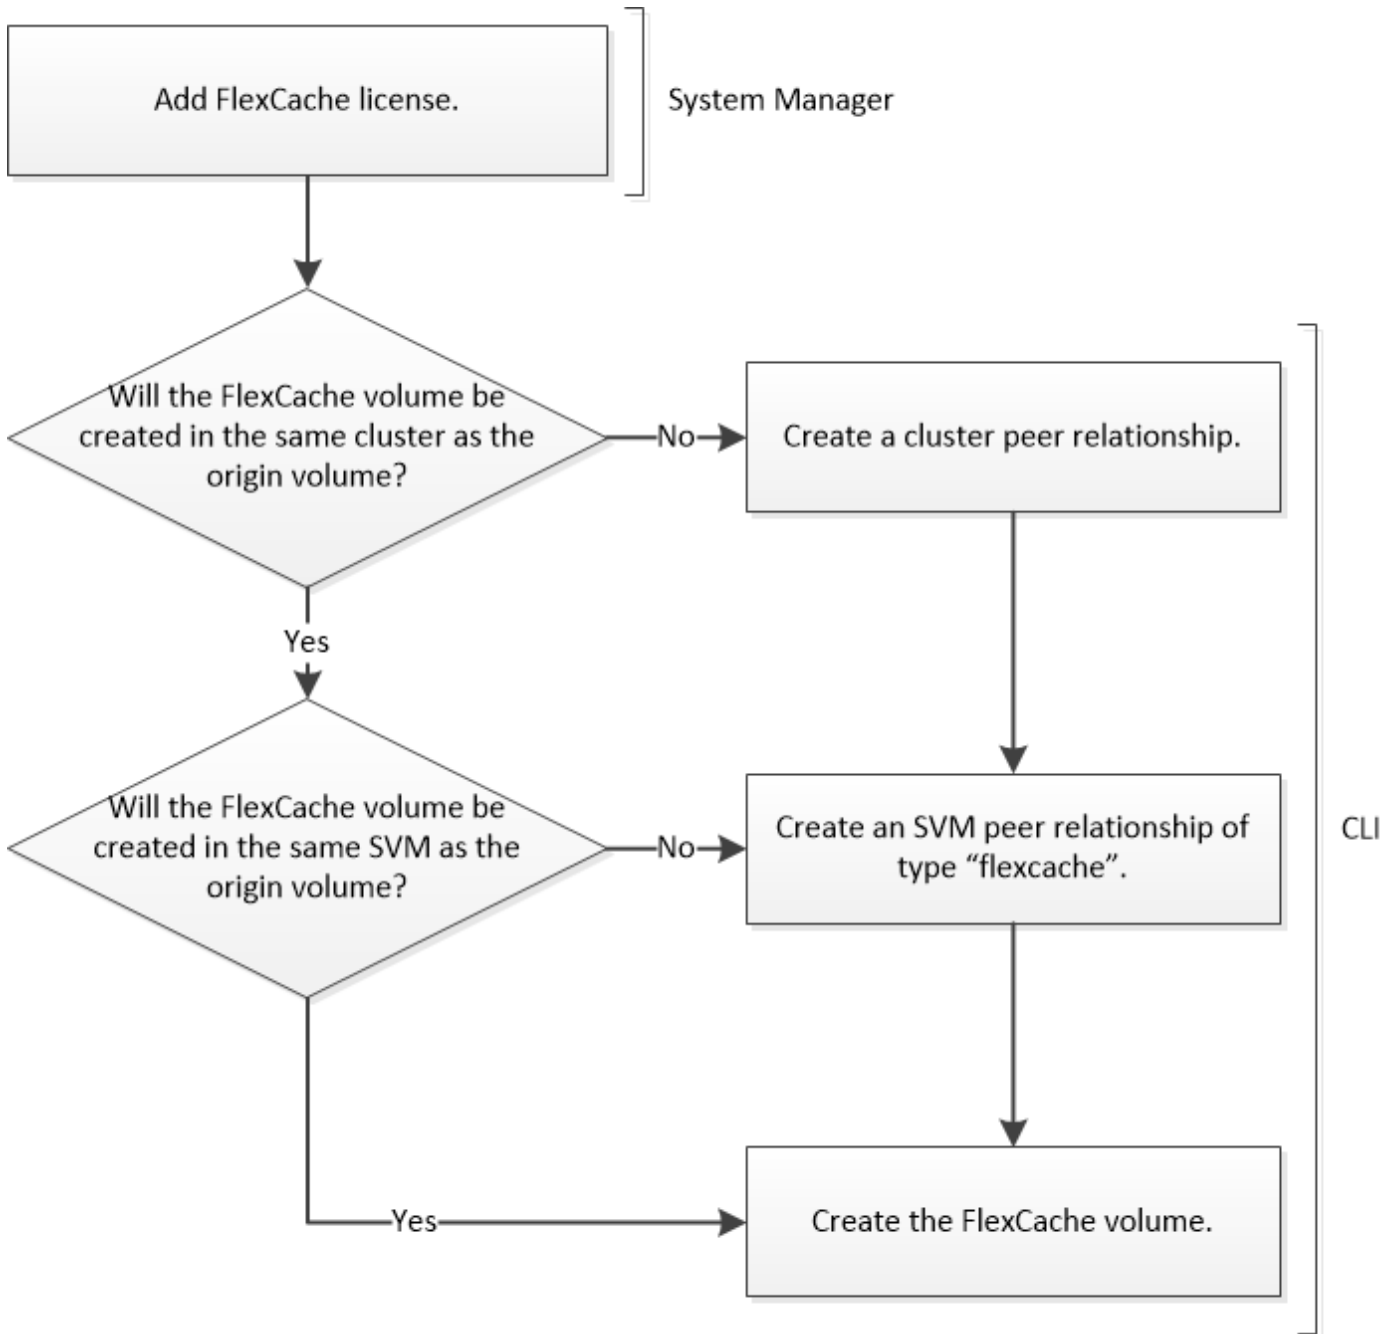 Add FlexCache license.
System Manager
Will the FlexCache volume be
created in the same cluster as the
origin volume?
No
Create a cluster peer relationship.
Yes
Will the FlexCache volume be
created in the same SVM as the
origin volume?
No
Create an SVM peer relationship of
type “flexcache”.
CLI
Yes
Create the FlexCache volume.